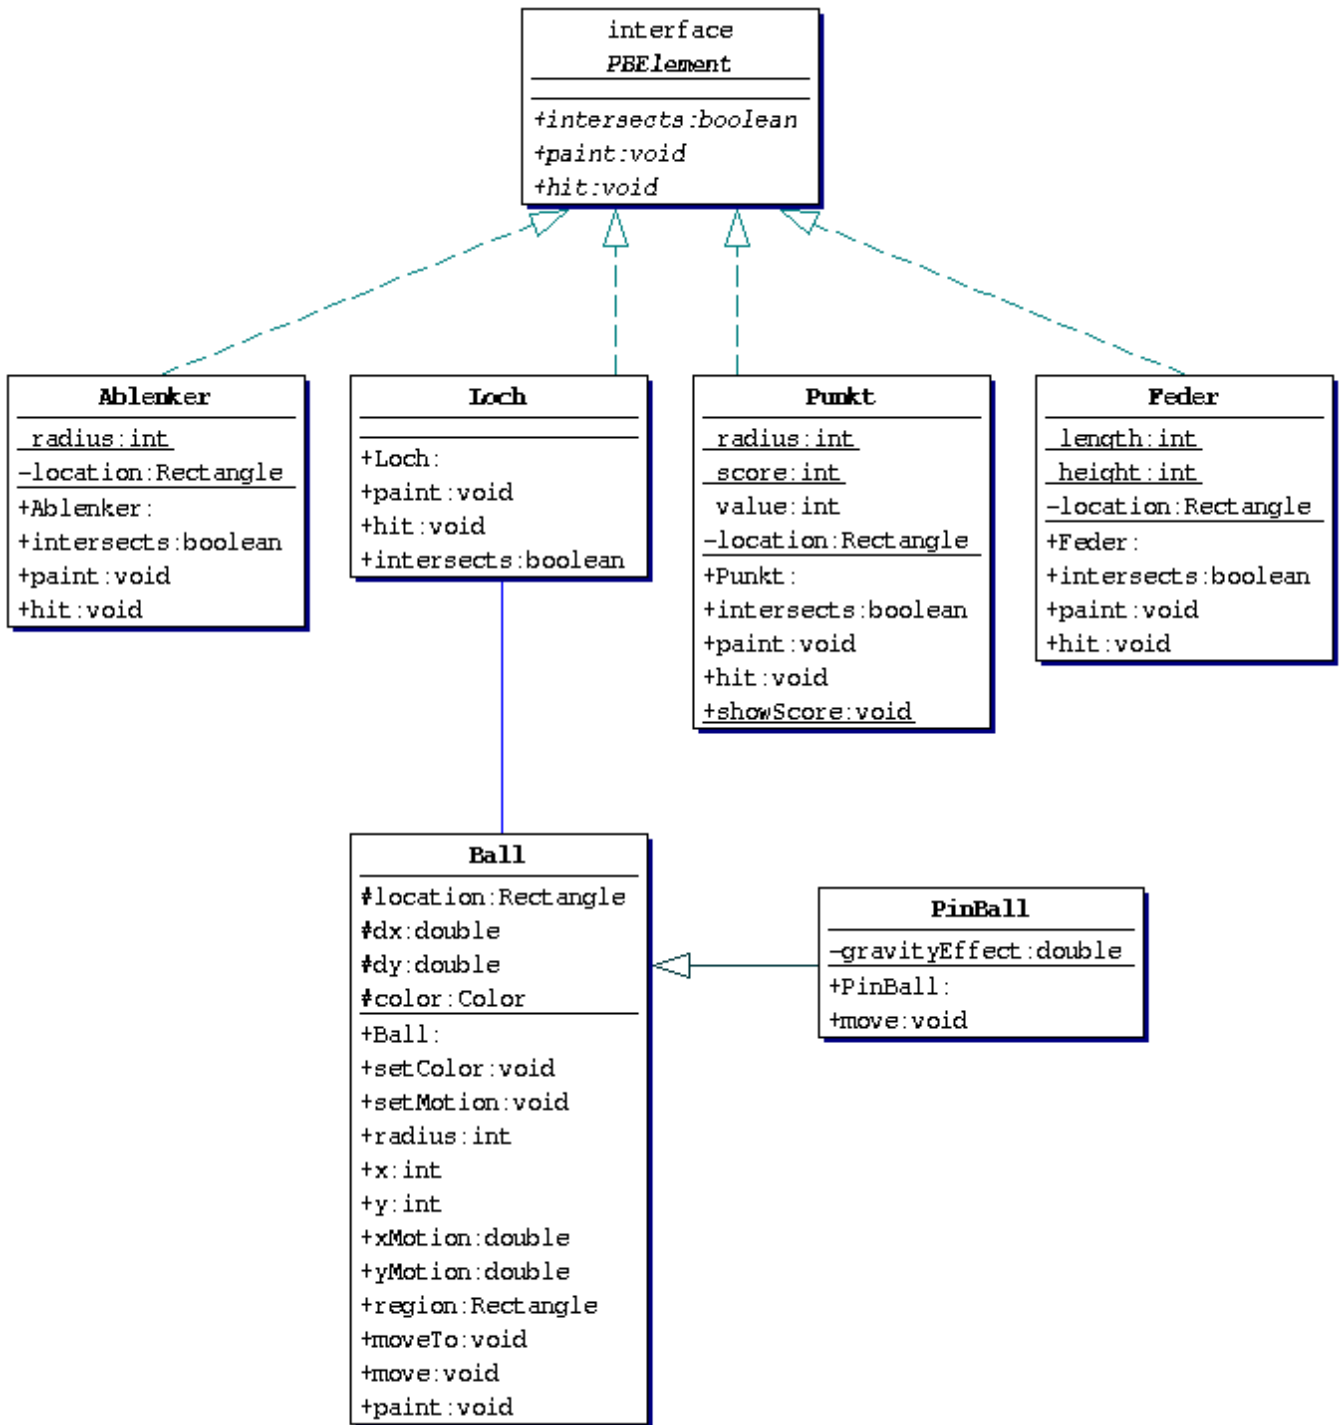 interface
PBElement
+intersects:boolean
+paint:void
+hit:void
Ablenker
radius:int
-location:Rectangle
+Ablenker:
+intersects:boolean
+paint:void
+hit:void
Loch
+Loch:
+paint:void
+hit:void
+intersects:boolean
Punkt
radius:int
score:int
value:int
-location:Rectangle
+Punkt:
+intersects:boolean
+paint:void
+hit:void
+showScore:void
Feder
length:int
height:int
-location:Rectangle
+Feder:
+intersects:boolean
+paint:void
+hit:void
Ball
#location:Rectangle
#dx:double
#dy:double
#color:Color
+Ball:
+setColor:void
+setMotion:void
+radius:int
+x:int
+y:int
+xMotion:double
+yMotion:double
+region:Rectangle
+moveTo:void
+move:void
+paint:void
PinBall
-gravityEffect:double
+PinBall:
+move:void